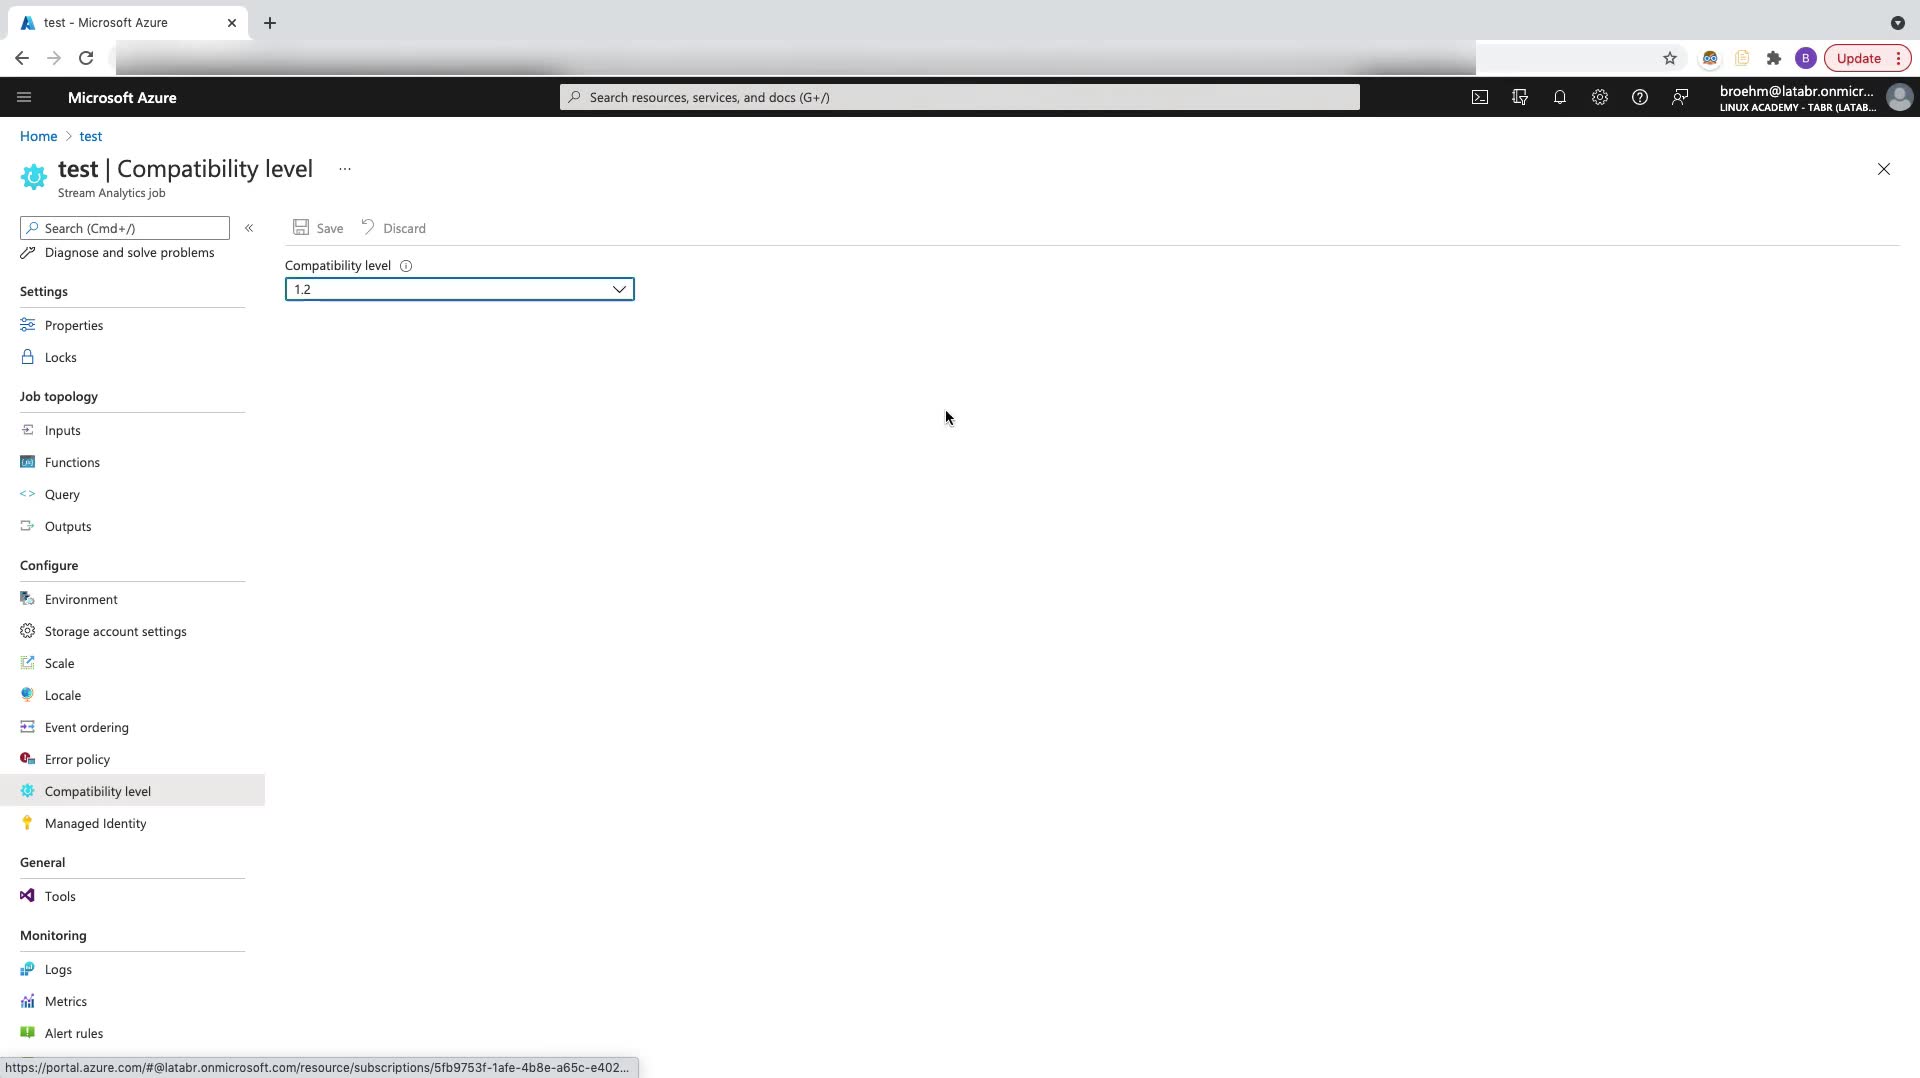 test - Microsoft Azure
B
Update
Microsoft Azure
Search resources, services, and docs (G+/)
broehm@latabr.onmicr...
LINUX ACADEMY - TABR (LATAB...
Home > test
test | Compatibility level ...
Stream Analytics job
Search (Cmd+/)
«
Save
Discard
Diagnose and solve problems
Compatibility level
1.2
Settings
Properties
Locks
Job topology
Inputs
Functions
Query
Outputs
Configure
Environment
Storage account settings
Scale
Locale
Event ordering
Error policy
Compatibility level
Managed Identity
General
Tools
Monitoring
Logs
Metrics
Alert rules
https://portal.azure.com/#@latabr.onmicrosoft.com/resource/subscriptions/5fb9753f-1afe-4b8e-a65c-e402...